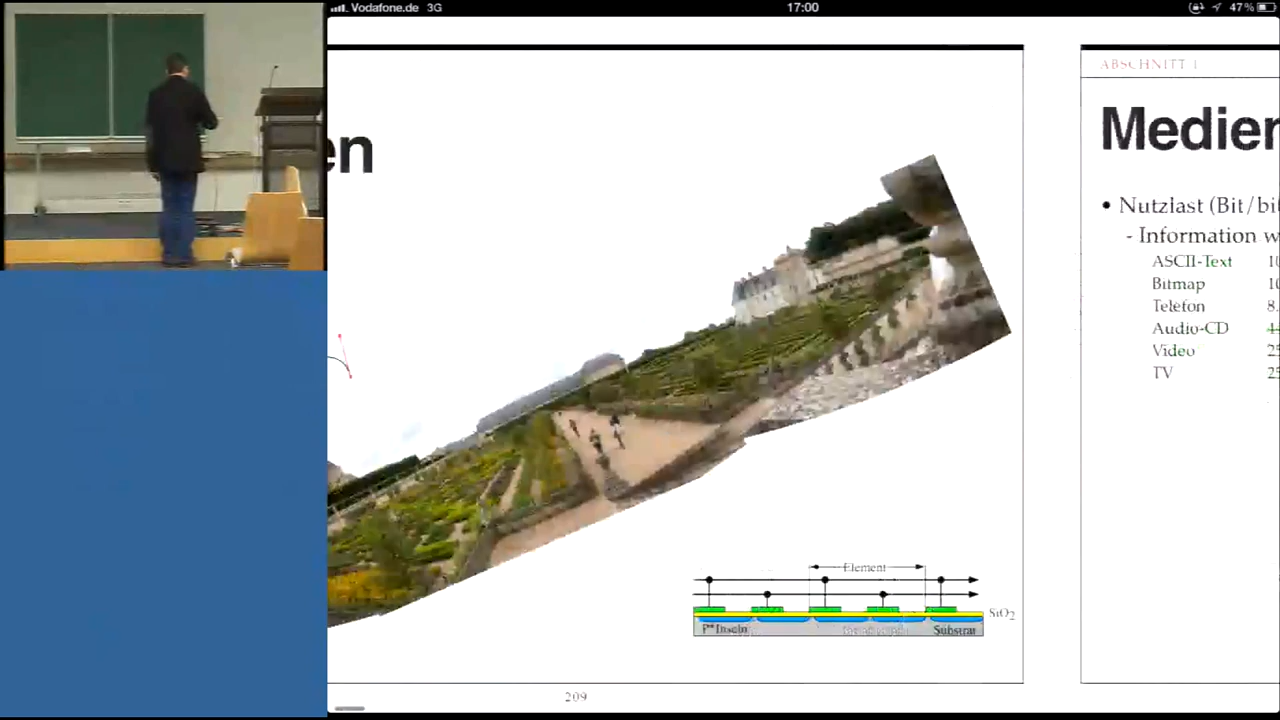 Vodafone.de 3G 17:00 47%
en
Element
SiO2
P+ Inseln
Substrat
209
ABSCHNITT 1
Medien
• Nutzlast (Bit/bi
- Information w
ASCII-Text
Bitmap
Telefon
Audio-CD
Video
TV